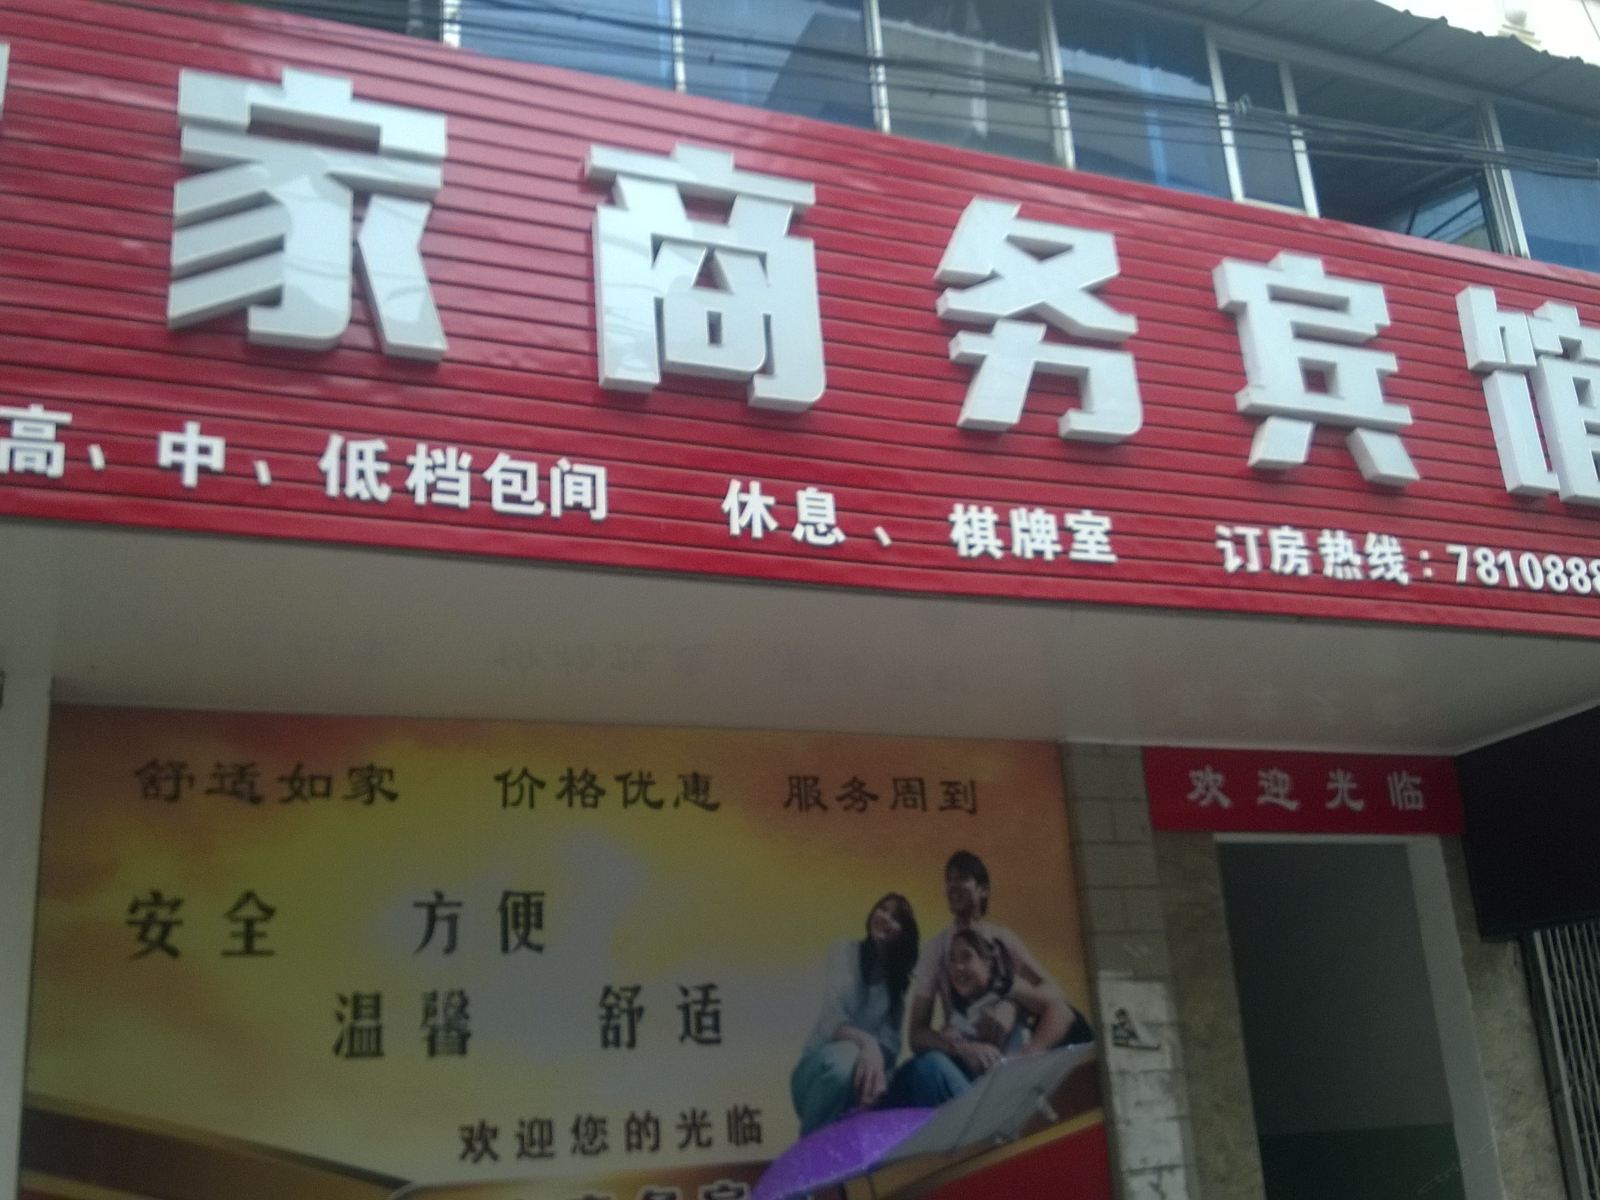 家商务宾馆
高、中、低档包间 休息、棋牌室 订房热线：7810888
欢迎光临
舒适如家 价格优惠 服务周到
安全 方便
温馨 舒适
欢迎您的光临